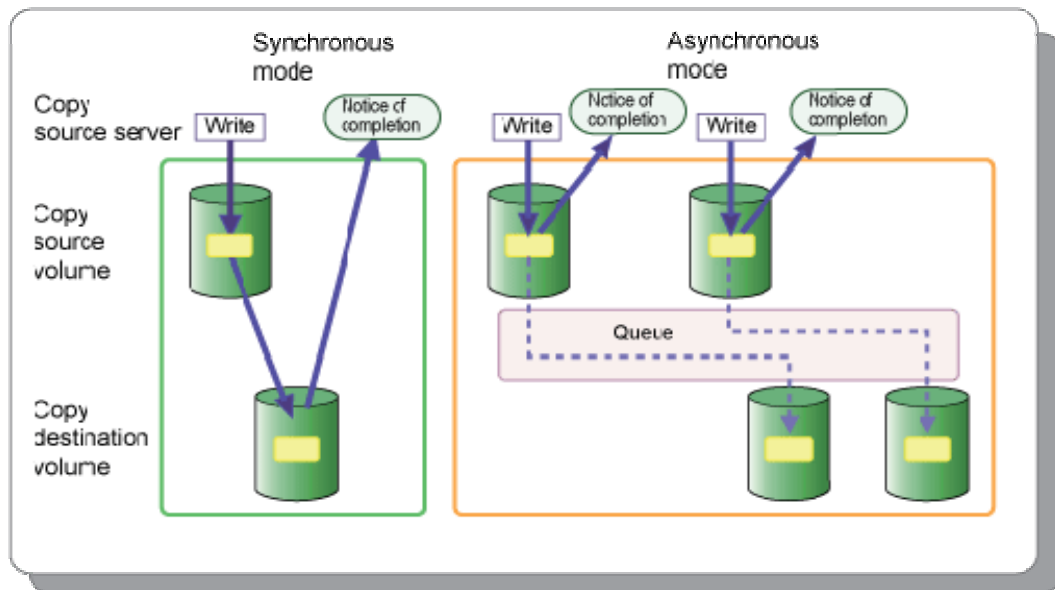 Synchronous
mode
Asynchronous
mode
Copy
source server
Write
Notice of
completion
Write
Notice of
completion
Write
Notice of
completion
Copy
source
volume
Queue
Copy
destination
volume